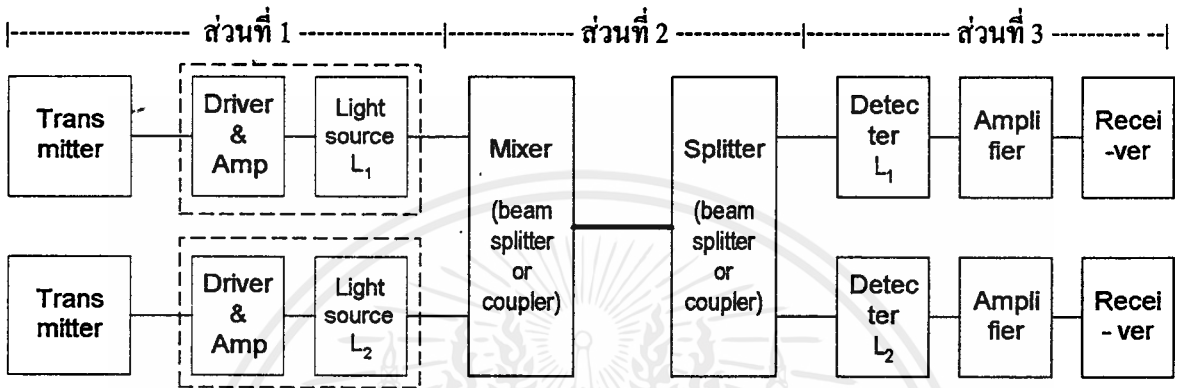 ส่วนที่ 1
ส่วนที่ 2
ส่วนที่ 3
Trans
mitter
Driver
&
Amp
Light
source
L1
Mixer
(beam
splitter
or
coupler)
Splitter
(beam
splitter
or
coupler)
Detec
ter
L1
Ampli
fier
Recei
-ver
Trans
mitter
Driver
&
Amp
Light
source
L2
Detec
ter
L2
Ampli
fier
Recei
- ver